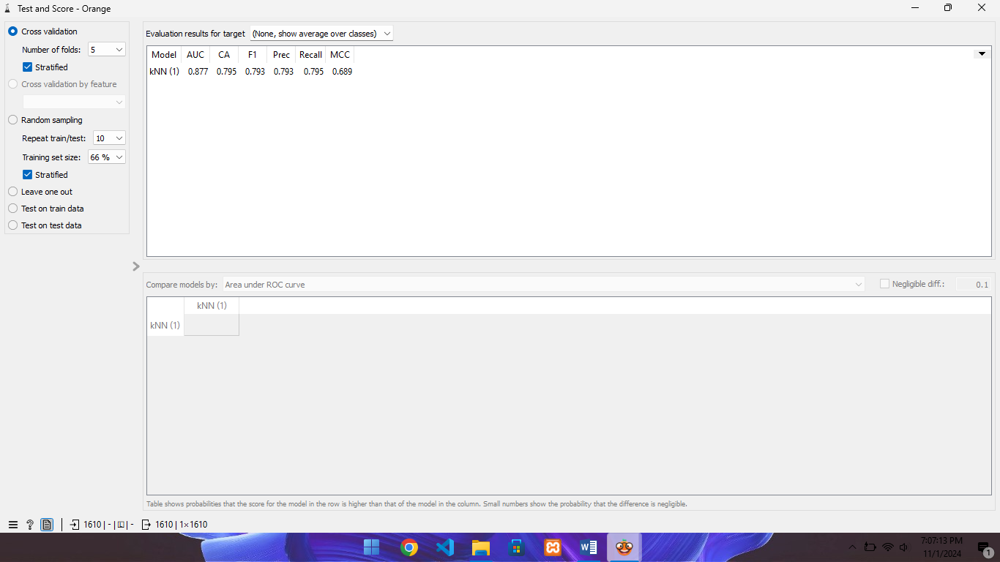 Test and Score - Orange
Cross validation
Number of folds: 5
Stratified
Cross validation by feature
Random sampling
Repeat train/test: 10
Training set size: 66 %
Stratified
Leave one out
Test on train data
Test on test data
Evaluation results for target (None, show average over classes)
Model AUC CA F1 Prec Recall MCC
kNN (1) 0.877 0.795 0.793 0.793 0.795 0.689
Compare models by: Area under ROC curve Negligible diff.: 0.1
kNN (1)
kNN (1)
Table shows probabilities that the score for the model in the row is higher than that of the model in the column. Small numbers show the probability that the difference is negligible.
? 1610 | - | - 1610 | 1×1610
7:07:13 PM
11/1/2024
1